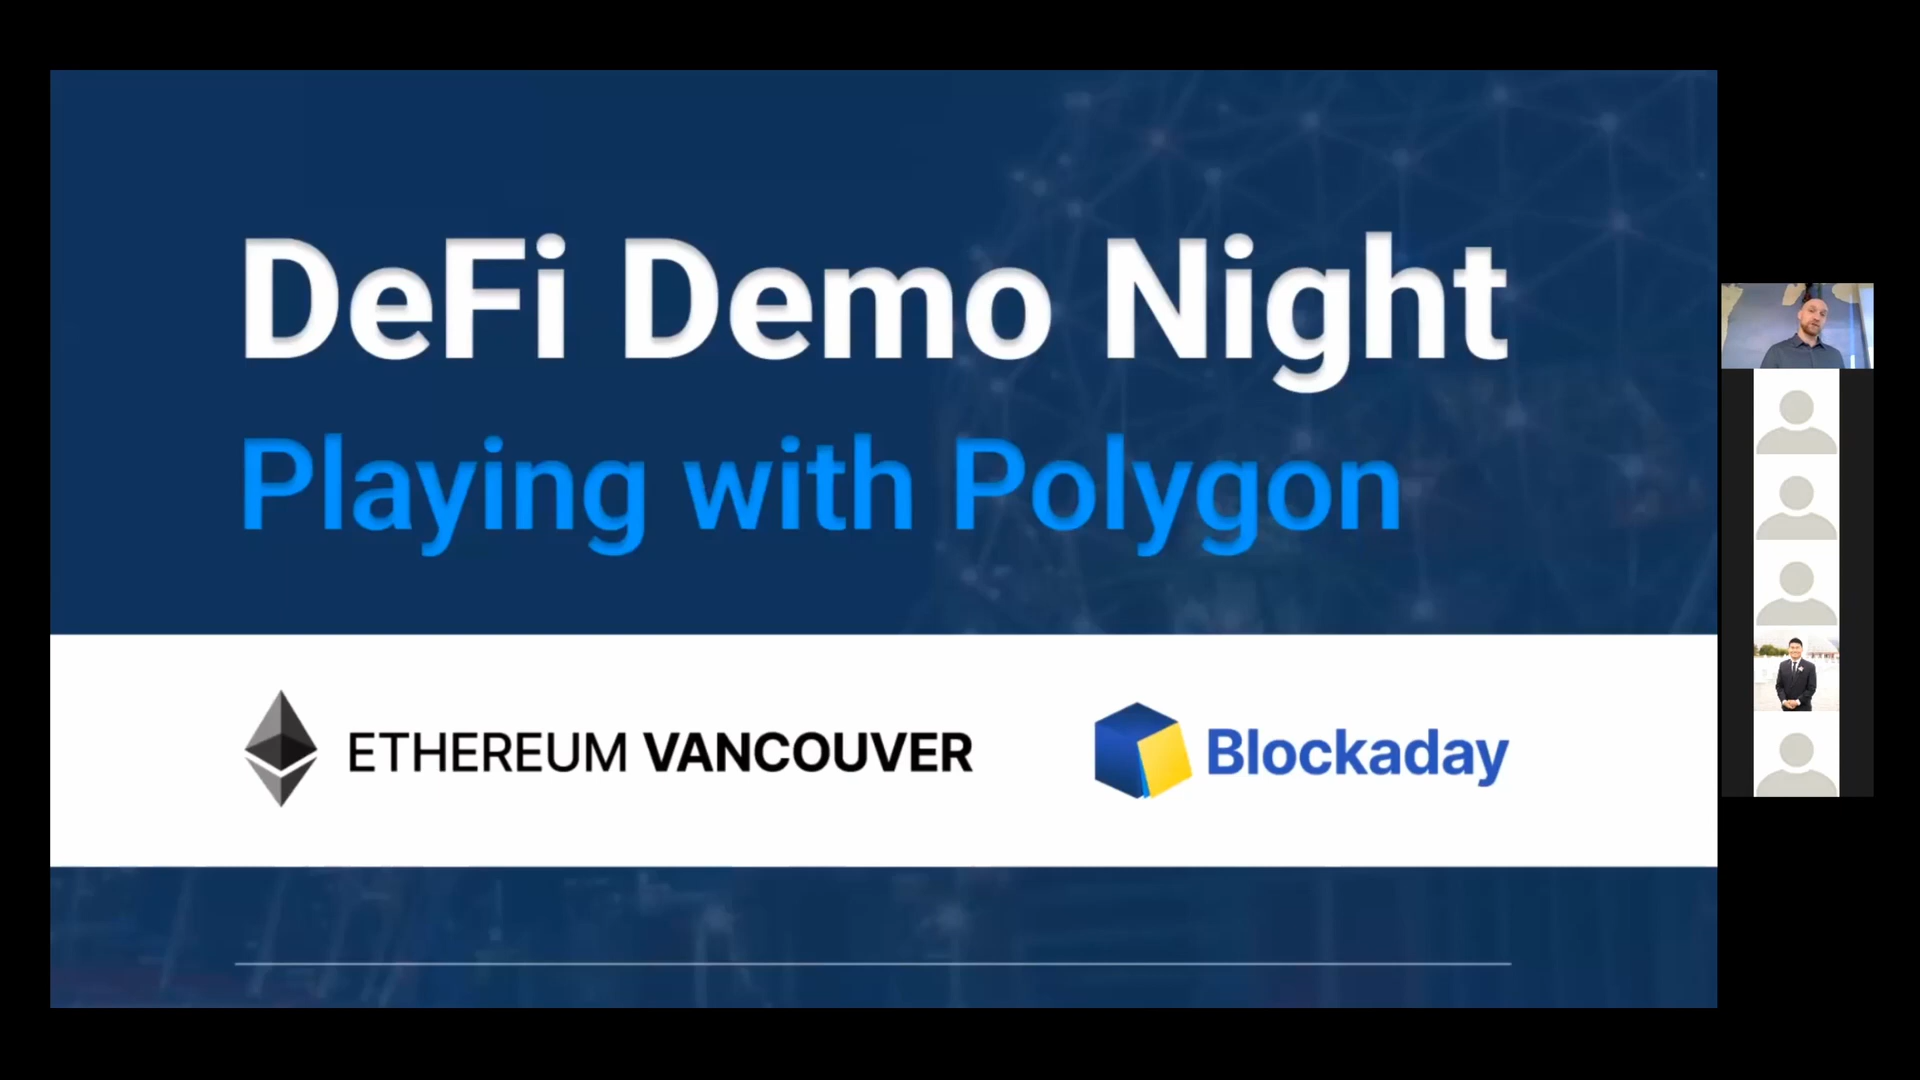 DeFi Demo Night
Playing with Polygon
ETHEREUM VANCOUVER
Blockaday